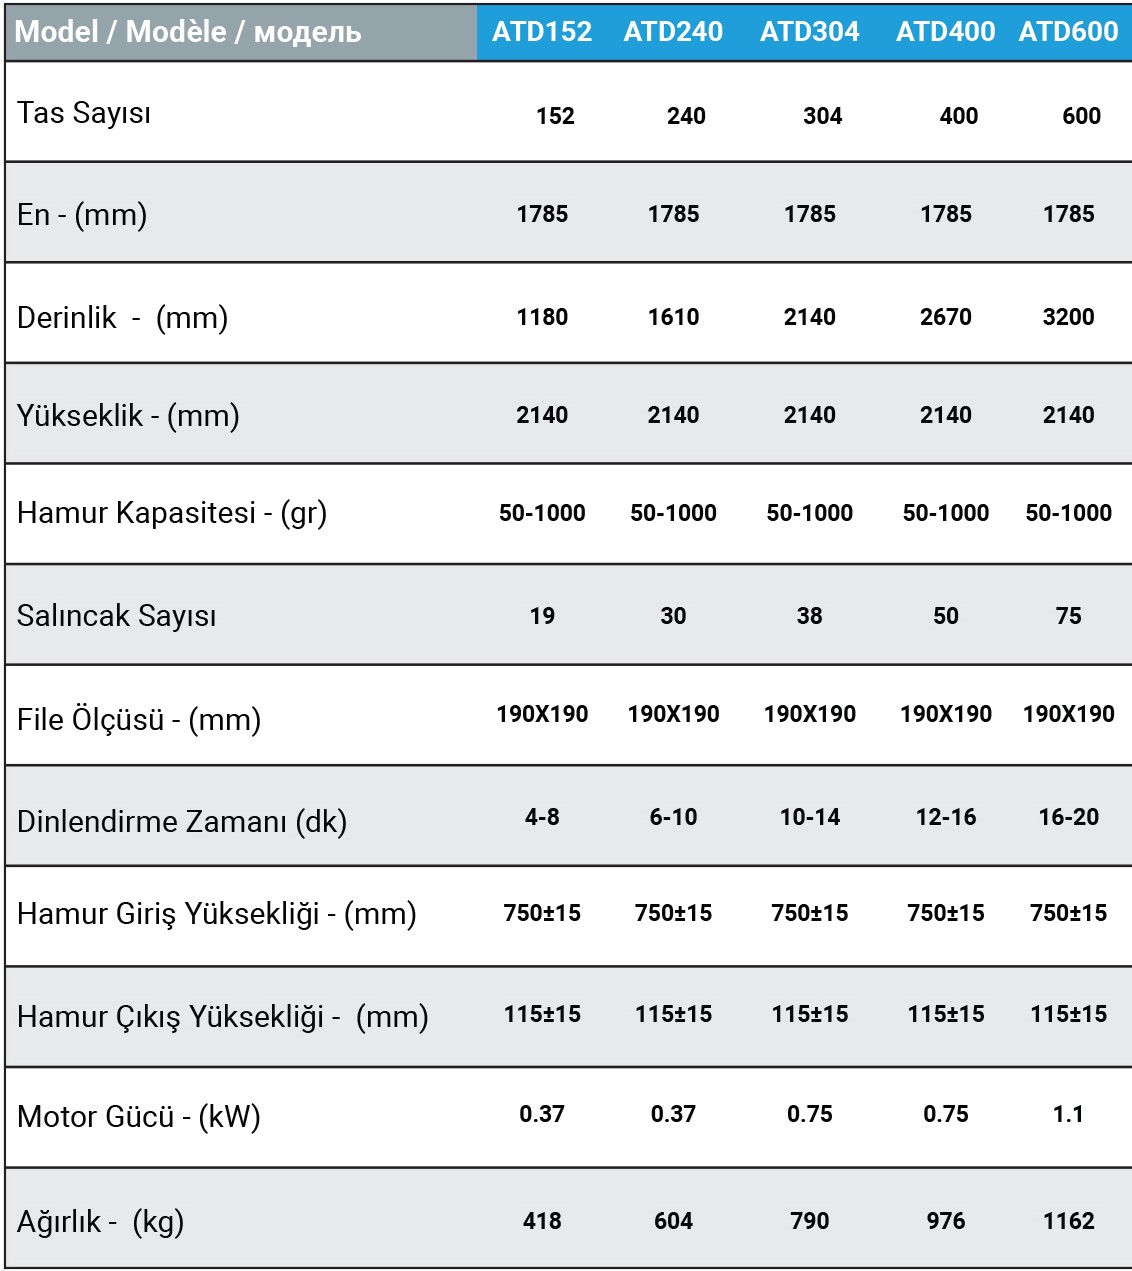 Model / Modèle / модель ATD152 ATD240 ATD304 ATD400 ATD600
Tas Sayısı 152 240 304 400 600
En - (mm) 1785 1785 1785 1785 1785
Derinlik - (mm) 1180 1610 2140 2670 3200
Yükseklik - (mm) 2140 2140 2140 2140 2140
Hamur Kapasitesi - (gr) 50-1000 50-1000 50-1000 50-1000 50-1000
Salıncak Sayısı 19 30 38 50 75
File Ölçüsü - (mm) 190X190 190X190 190X190 190X190 190X190
Dinlendirme Zamanı (dk) 4-8 6-10 10-14 12-16 16-20
Hamur Giriş Yüksekliği - (mm) 750±15 750±15 750±15 750±15 750±15
Hamur Çıkış Yüksekliği - (mm) 115±15 115±15 115±15 115±15 115±15
Motor Gücü - (kW) 0.37 0.37 0.75 0.75 1.1
Ağırlık - (kg) 418 604 790 976 1162